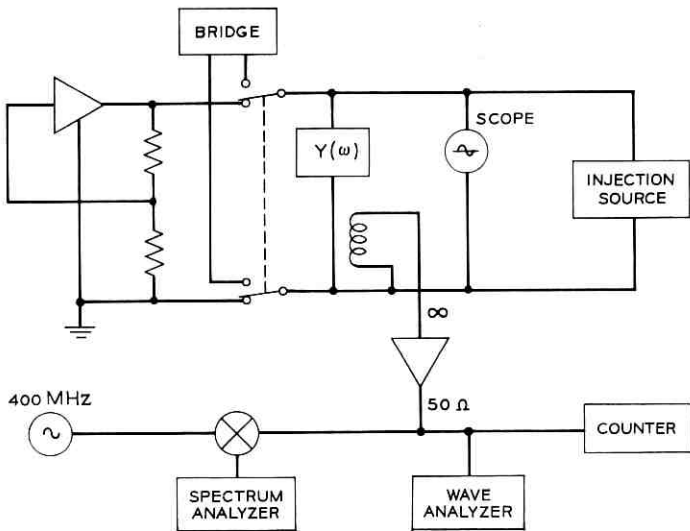 BRIDGE
SCOPE
Y(ω)
INJECTION
SOURCE
∞
400 MHz
50 Ω
COUNTER
SPECTRUM
ANALYZER
WAVE
ANALYZER